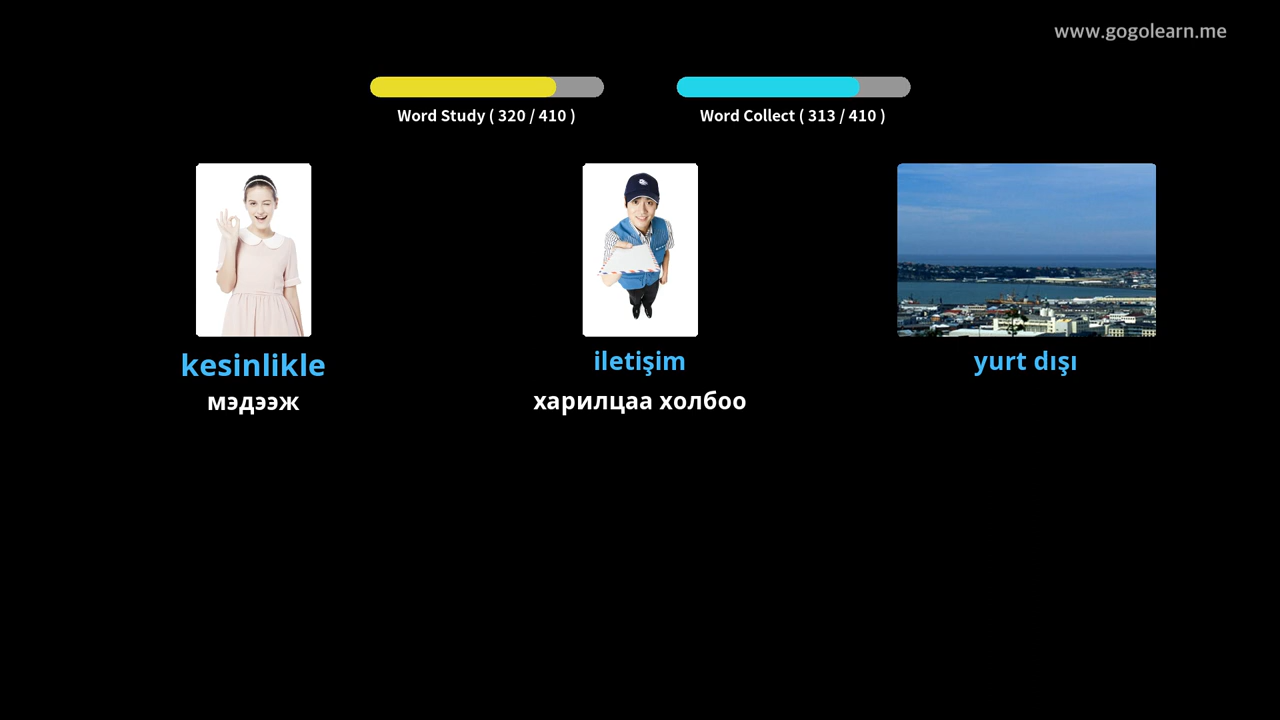 www.gogolearn.me
Word Study ( 320 / 410 )
Word Collect ( 313 / 410 )
kesinlikle
мэдээж
iletişim
харилцаа холбоо
yurt dışı